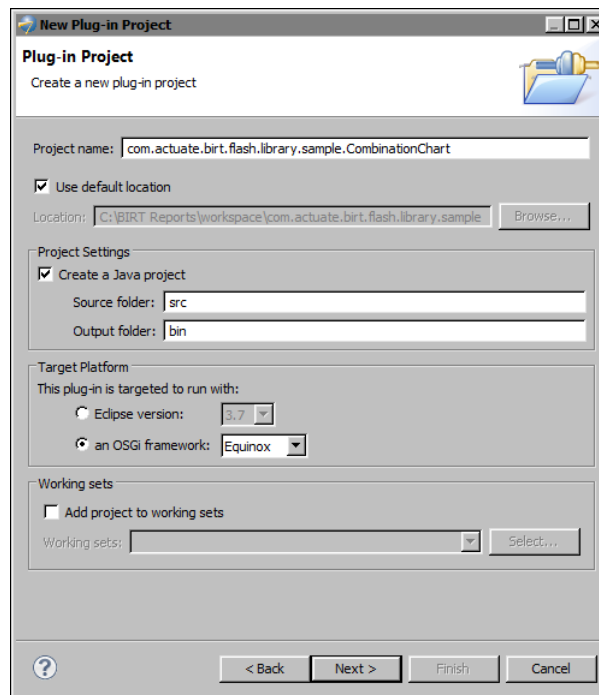 New Plug-in Project
Plug-in Project
Create a new plug-in project
Project name: com.actuate.birt.flash.library.sample.CombinationChart
Use default location
Location: C:\BIRT Reports\workspace\com.actuate.birt.flash.library.sample Browse...
Project Settings
Create a Java project
Source folder: src
Output folder: bin
Target Platform
This plug-in is targeted to run with:
Eclipse version: 3.7
an OSGi framework: Equinox
Working sets
Add project to working sets
Working sets: Select...
? < Back Next > Finish Cancel